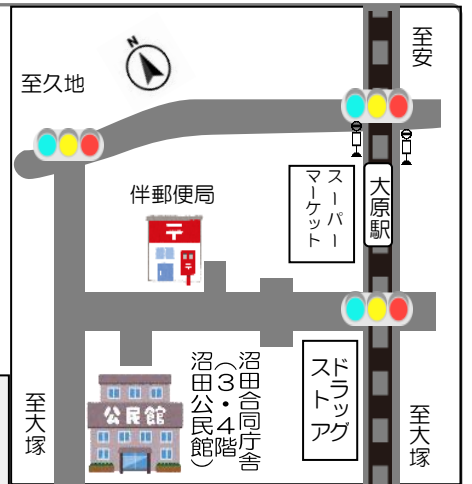 N
至安
至久地
伴郵便局
〒
スーパー
マーケット
大原駅
公民館
沼田合同庁舎
(3・4階
沼田公民館)
ドラッグ
ストア
至大塚
至大塚